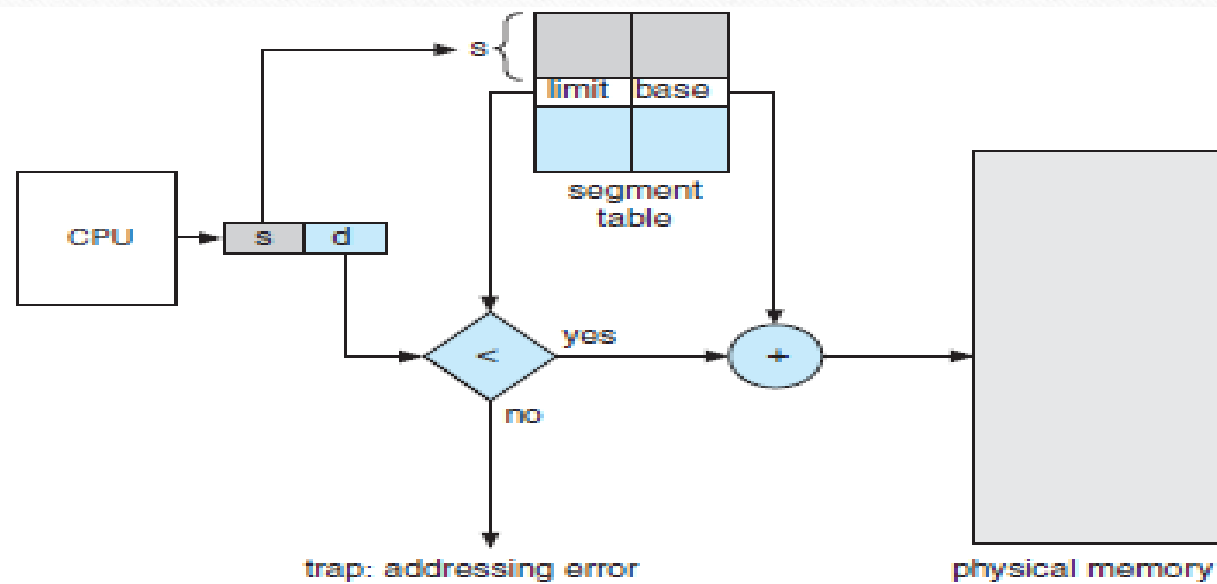 s
limit base
segment
table
CPU
s d
<
yes
+
no
trap: addressing error
physical memory